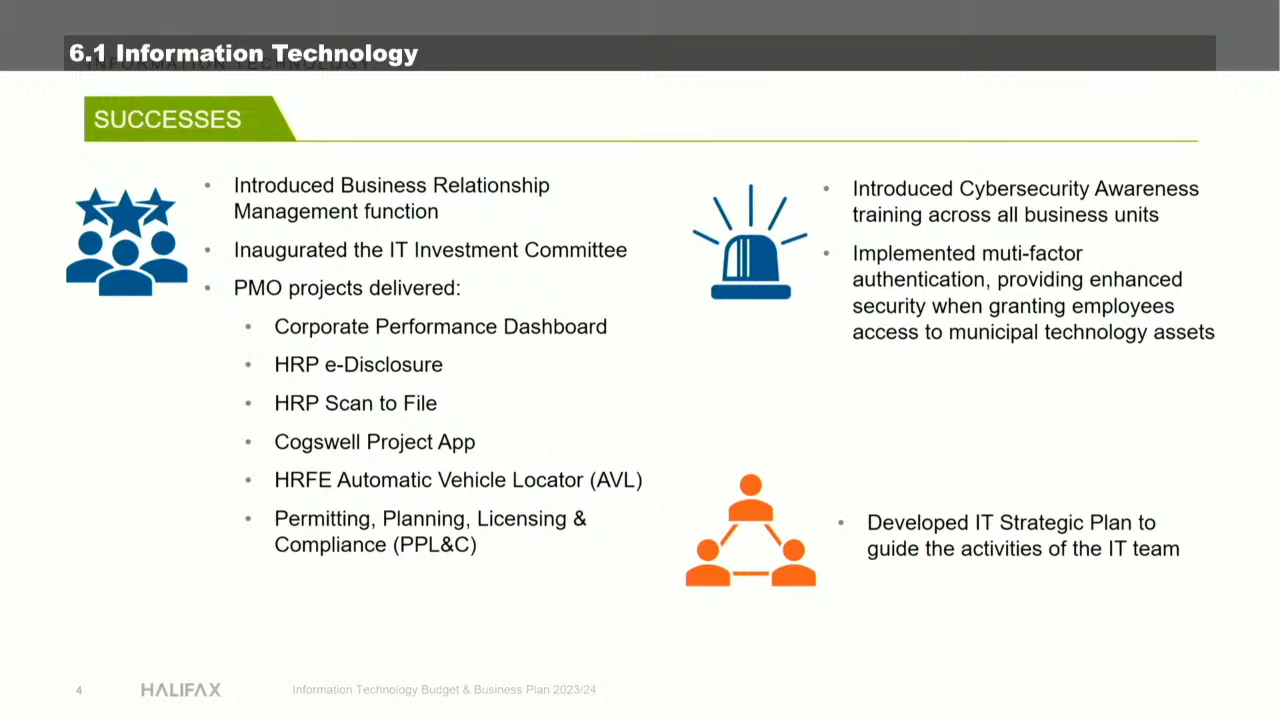 6.1 Information Technology
INFORMATION TECHNOLOGY
SUCCESSES
• Introduced Business Relationship
Management function
• Inaugurated the IT Investment Committee
• PMO projects delivered:
• Corporate Performance Dashboard
• HRP e-Disclosure
• HRP Scan to File
• Cogswell Project App
• HRFE Automatic Vehicle Locator (AVL)
• Permitting, Planning, Licensing &
Compliance (PPL&C)
• Introduced Cybersecurity Awareness
training across all business units
• Implemented muti-factor
authentication, providing enhanced
security when granting employees
access to municipal technology assets
• Developed IT Strategic Plan to
guide the activities of the IT team
4
HALIFAX
Information Technology Budget & Business Plan 2023/24